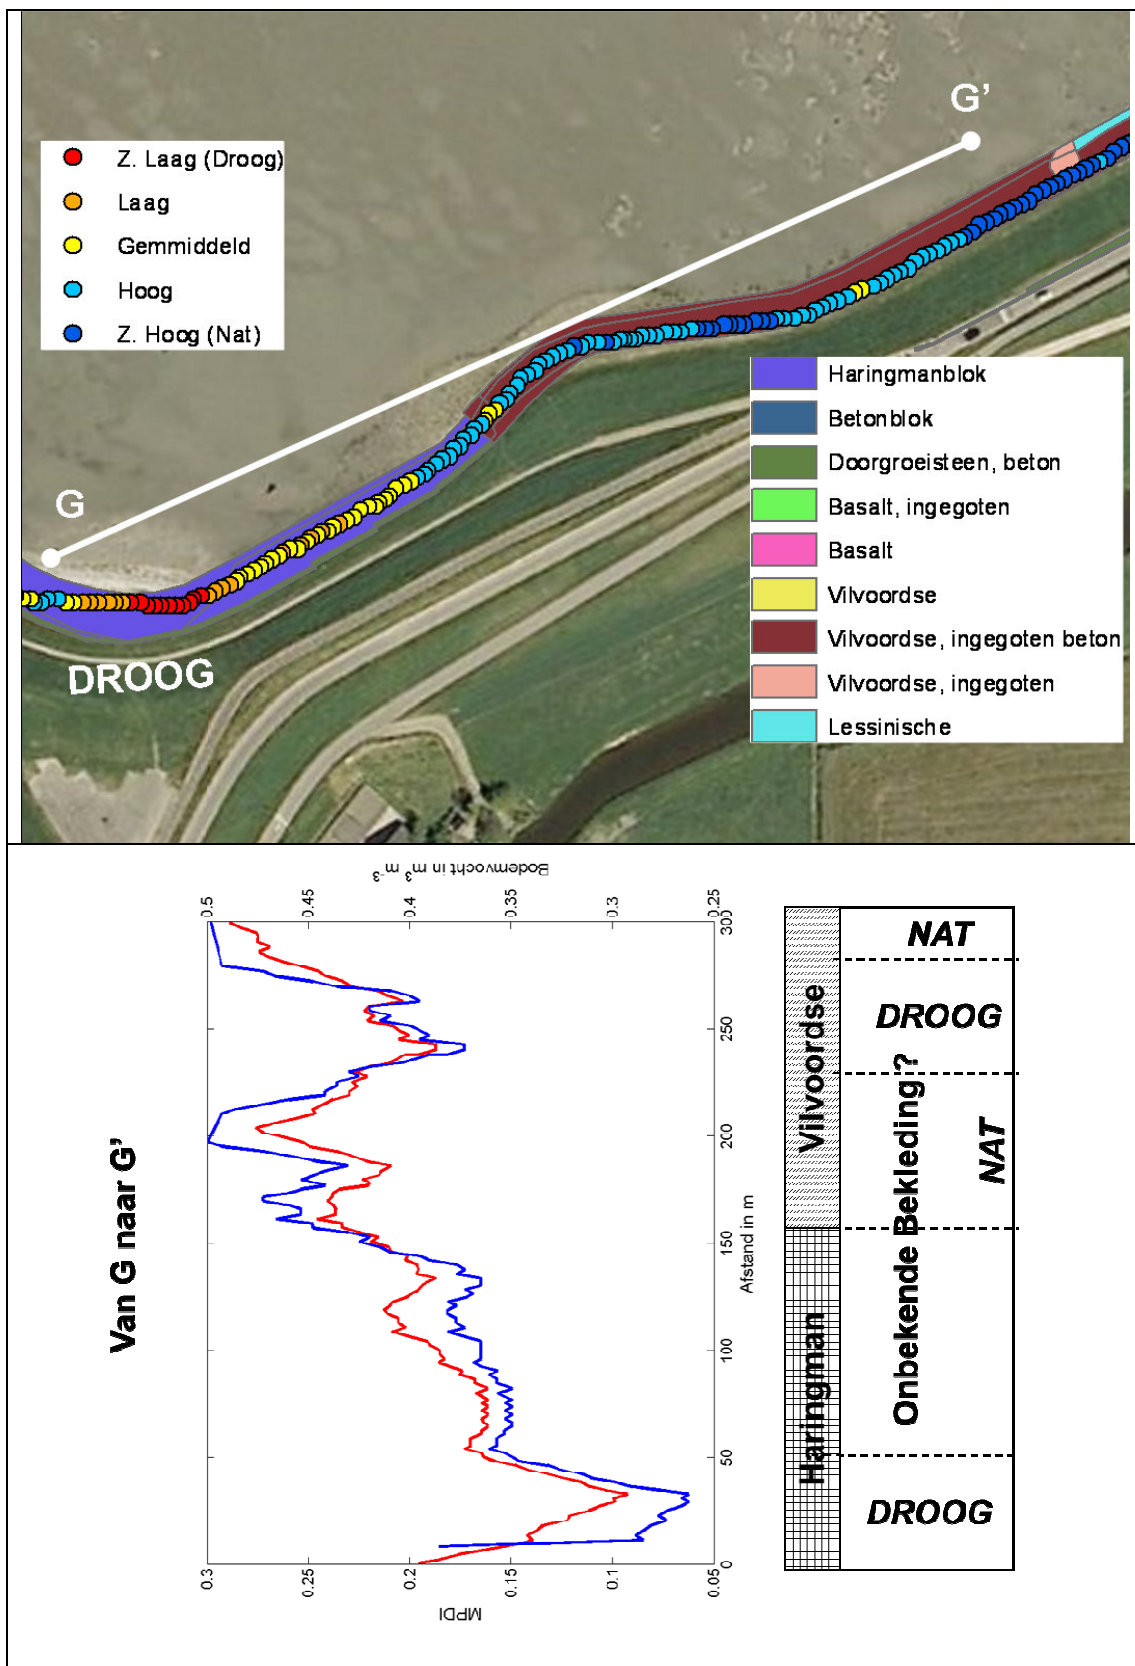 G'
Z. Laag (Droog)
Laag
Gemmiddeld
Hoog
Z. Hoog (Nat)
G
DROOG
Haringmanblok
Betonblok
Doorgroeisteen, beton
Basalt, ingegoten
Basalt
Vilvoordse
Vilvoordse, ingegoten beton
Vilvoordse, ingegoten
Lessinische
Van G naar G'
Bodemvocht in m³ m⁻³
0.5
0.45
0.4
0.35
0.3
0.25
0.3
0.25
0.2
0.15
0.1
0.05
MPDI
0
50
100
150
200
250
300
Afstand in m
Haringman
Vilvoordse
Onbekende Bekleding ?
NAT
DROOG
NAT
DROOG